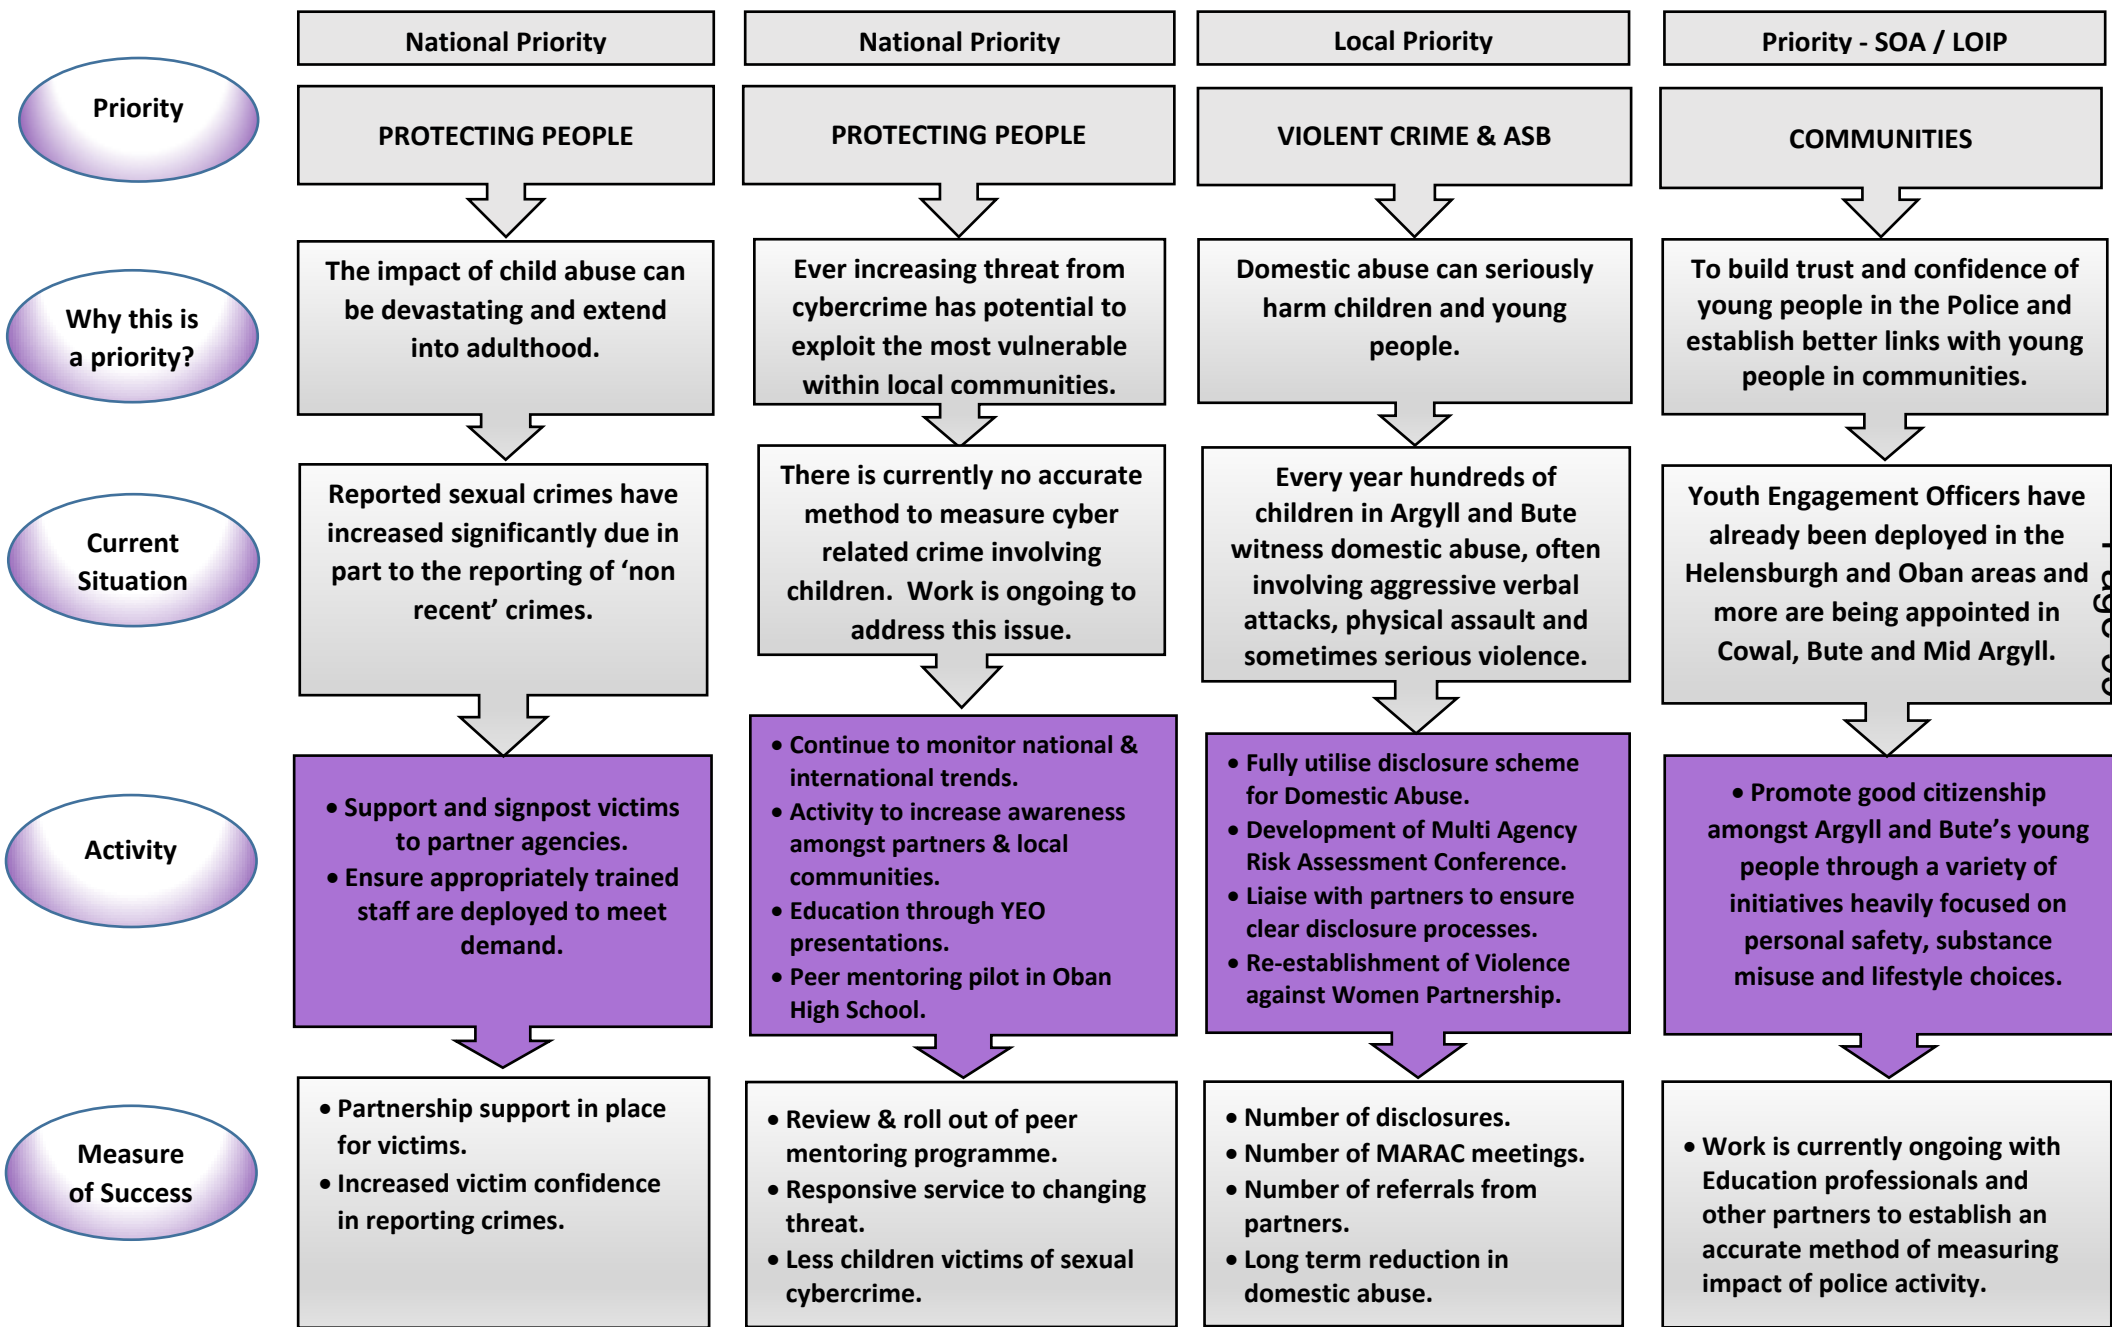 National Priority
National Priority
Local Priority
Priority - SOA / LOIP
Priority
PROTECTING PEOPLE
PROTECTING PEOPLE
VIOLENT CRIME & ASB
COMMUNITIES
Why this is
a priority?
The impact of child abuse can
be devastating and extend
into adulthood.
Ever increasing threat from
cybercrime has potential to
exploit the most vulnerable
within local communities.
Domestic abuse can seriously
harm children and young
people.
To build trust and confidence of
young people in the Police and
establish better links with young
people in communities.
Current
Situation
Reported sexual crimes have
increased significantly due in
part to the reporting of ‘non
recent’ crimes.
There is currently no accurate
method to measure cyber
related crime involving
children.  Work is ongoing to
address this issue.
Every year hundreds of
children in Argyll and Bute
witness domestic abuse, often
involving aggressive verbal
attacks, physical assault and
sometimes serious violence.
Youth Engagement Officers have
already been deployed in the
Helensburgh and Oban areas and
more are being appointed in
Cowal, Bute and Mid Argyll.
Activity
• Support and signpost victims
to partner agencies.
• Ensure appropriately trained
staff are deployed to meet
demand.
• Continue to monitor national &
international trends.
• Activity to increase awareness
amongst partners & local
communities.
• Education through YEO
presentations.
• Peer mentoring pilot in Oban
High School.
• Fully utilise disclosure scheme
for Domestic Abuse.
• Development of Multi Agency
Risk Assessment Conference.
• Liaise with partners to ensure
clear disclosure processes.
• Re-establishment of Violence
against Women Partnership.
• Promote good citizenship
amongst Argyll and Bute’s young
people through a variety of
initiatives heavily focused on
personal safety, substance
misuse and lifestyle choices.
Measure
of Success
• Partnership support in place
for victims.
• Increased victim confidence
in reporting crimes.
• Review & roll out of peer
mentoring programme.
• Responsive service to changing
threat.
• Less children victims of sexual
cybercrime.
• Number of disclosures.
• Number of MARAC meetings.
• Number of referrals from
partners.
• Long term reduction in
domestic abuse.
• Work is currently ongoing with
Education professionals and
other partners to establish an
accurate method of measuring
impact of police activity.